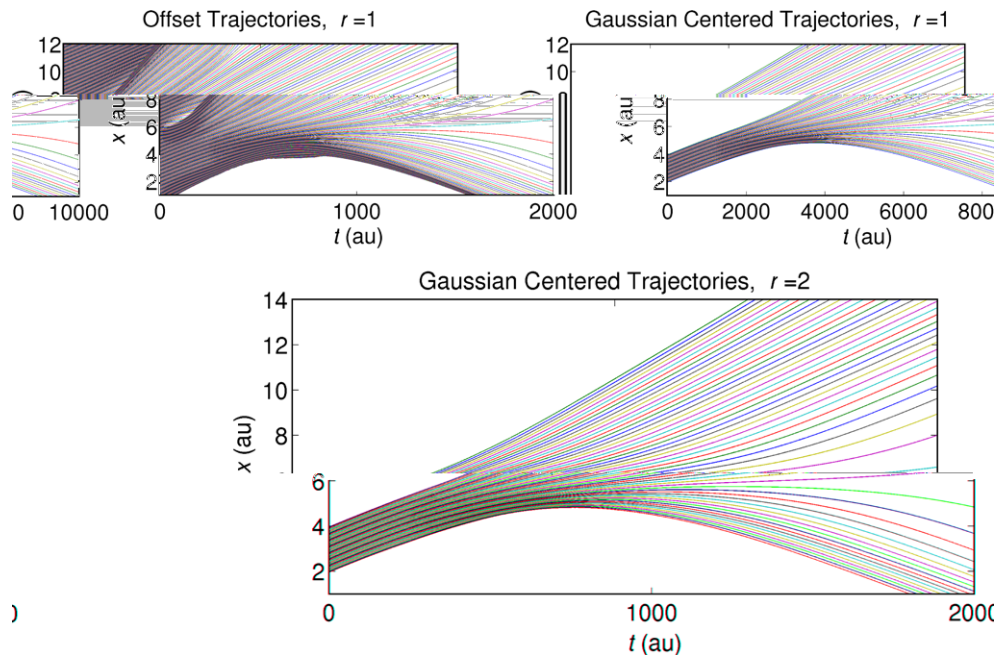 Offset Trajectories, r=1
Gaussian Centered Trajectories, r=1
12
10
8
6
4
2
x (au)
0 10000
0 1000 2000
t (au)
12
10
8
6
4
2
x (au)
0 2000 4000 6000 800
t (au)
Gaussian Centered Trajectories, r=2
14
12
10
8
6
4
2
x (au)
0 1000 2000
t (au)